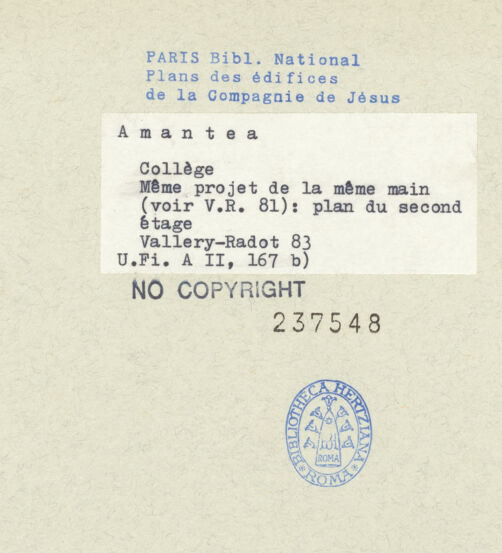 PARIS Bibl. National
Plans des édifices
de la Compagnie de Jésus
Amantea
Collège
Même projet de la même main
(voir V.R. 81): plan du second
étage
Vallery-Radot 83
U.Fi. A II, 167 b)
NO COPYRIGHT
237548
BIBLIOTHECA HERTZIANA
ROMA
*ROMA*